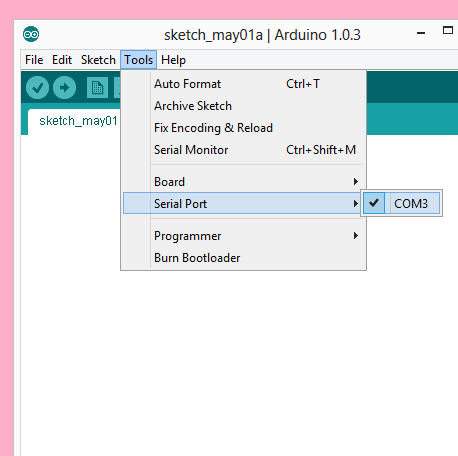 sketch_may01a | Arduino 1.0.3
File Edit Sketch Tools Help
Auto Format Ctrl+T
Archive Sketch
sketch_may01
Fix Encoding & Reload
Serial Monitor Ctrl+Shift+M
Board
Serial Port COM3
Programmer
Burn Bootloader